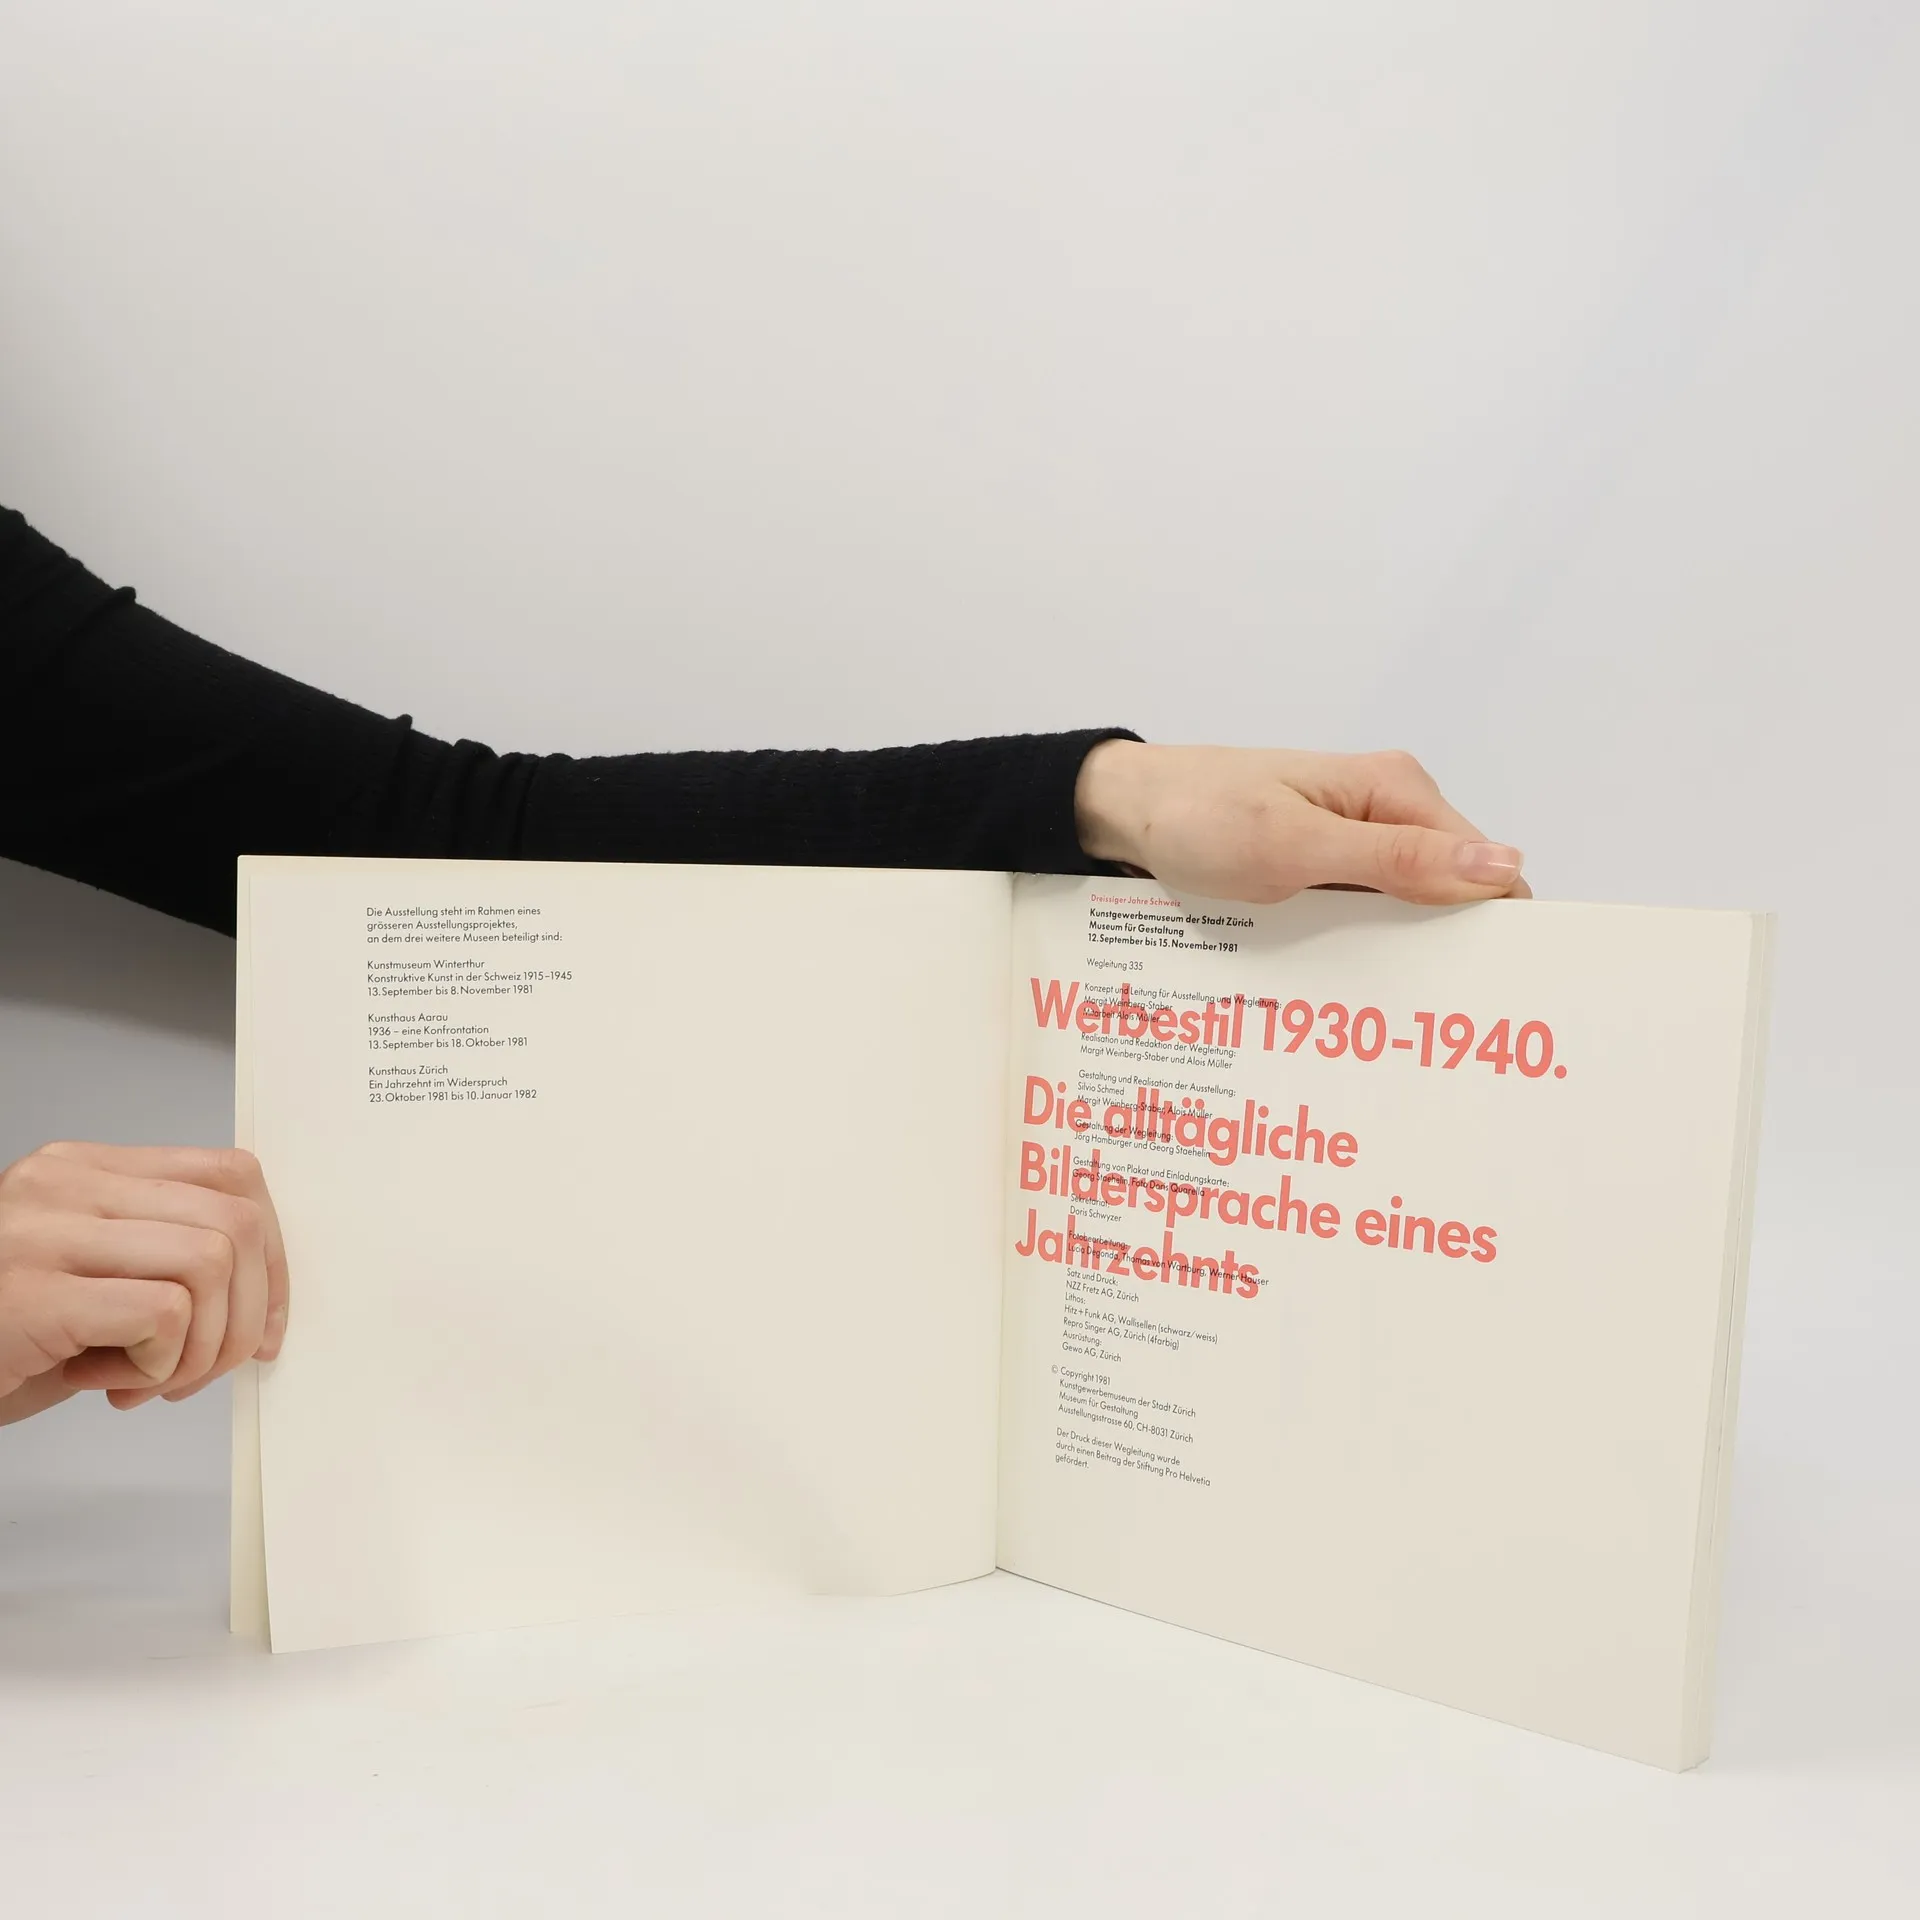 Die Ausstellung steht im Rahmen eines
grösseren Ausstellungsprojektes,
an dem drei weitere Museen beteiligt sind:
Kunstmuseum Winterthur
Konstruktive Kunst in der Schweiz 1915–1945
13. September bis 8. November 1981
Kunsthaus Aarau
1936 – eine Konfrontation
13. September bis 18. Oktober 1981
Kunsthaus Zürich
Ein Jahrzehnt im Widerspruch
23. Oktober 1981 bis 10. Januar 1982
Dreissiger Jahre Schweiz
Kunstgewerbemuseum der Stadt Zürich
Museum für Gestaltung
12. September bis 15. November 1981
Wegleitung 335
Werbestil 1930-1940.
Die alltägliche
Bildersprache eines
Jahrzehnts
Konzept und Leitung für Ausstellung und Wegleitung:
Margit Weinberg-Staber
Mitarbeit Alois Müller
Realisation und Redaktion der Wegleitung:
Margit Weinberg-Staber und Alois Müller
Gestaltung und Realisation der Ausstellung:
Silvio Schmed
Margit Weinberg-Staber, Alois Müller
Gestaltung der Wegleitung:
Jörg Hamburger und Georg Staehelin
Gestaltung von Plakat und Einladungskarte:
Georg Staehelin, Foto Doris Quarella
Sekretariat:
Doris Schwyzer
Fotobearbeitung:
Lucia Degonda, Thomas von Wartburg, Werner Hauser
Satz und Druck:
NZZ Fretz AG, Zürich
Lithos:
Hitz + Funk AG, Wallisellen (schwarz/weiss)
Repro Singer AG, Zürich (4farbig)
Ausrüstung:
Gewo AG, Zürich
© Copyright 1981
Kunstgewerbemuseum der Stadt Zürich
Museum für Gestaltung
Ausstellungsstrasse 60, CH-8031 Zürich
Der Druck dieser Wegleitung wurde
durch einen Beitrag der Stiftung Pro Helvetia
gefördert.